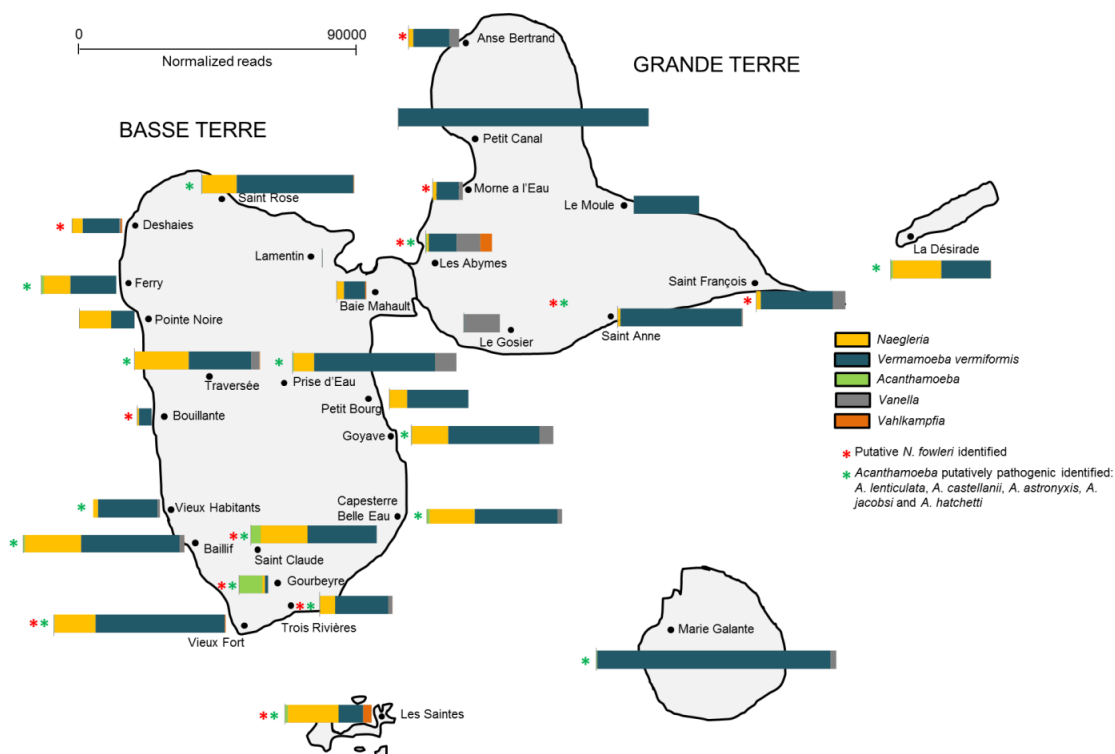 0
90000
Normalized reads
GRANDE TERRE
BASSE TERRE
Anse Bertrand
Petit Canal
Morne a l'Eau
Le Moule
Les Abymes
Saint François
Saint Anne
Le Gosier
La Désirade
Saint Rose
Deshaies
Lamentin
Ferry
Baie Mahault
Pointe Noire
Traversée
Prise d'Eau
Petit Bourg
Bouillante
Goyave
Vieux Habitants
Capesterre
Belle Eau
Baillif
Saint Claude
Gourbeyre
Trois Rivières
Vieux Fort
Les Saintes
Marie Galante
Naegleria
Vermamoeba vermiformis
Acanthamoeba
Vanella
Vahlkampfia
* Putative N. fowleri identified
* Acanthamoeba putatively pathogenic identified:
A. lenticulata, A. castellanii, A. astronyxis, A.
jacobsi and A. hatchetti